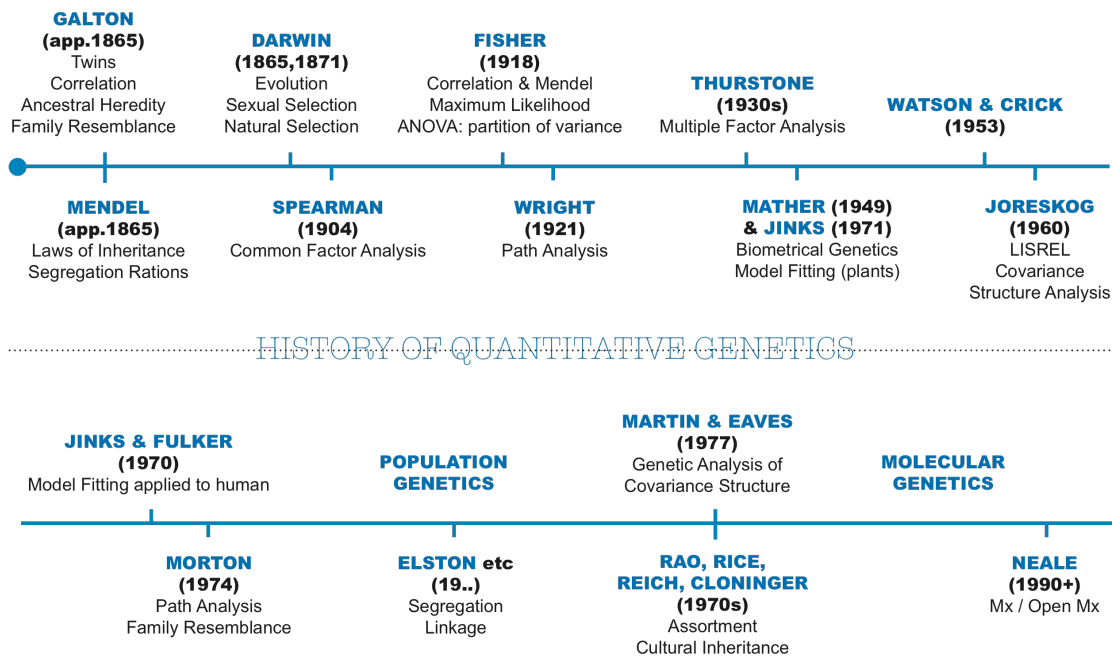 GALTON
(app.1865)
Twins
Correlation
Ancestral Heredity
Family Resemblance
DARWIN
(1865,1871)
Evolution
Sexual Selection
Natural Selection
FISHER
(1918)
Correlation & Mendel
Maximum Likelihood
ANOVA: partition of variance
THURSTONE
(1930s)
Multiple Factor Analysis
WATSON & CRICK
(1953)
MENDEL
(app.1865)
Laws of Inheritance
Segregation Rations
SPEARMAN
(1904)
Common Factor Analysis
WRIGHT
(1921)
Path Analysis
MATHER (1949)
& JINKS (1971)
Biometrical Genetics
Model Fitting (plants)
JORESKOG
(1960)
LISREL
Covariance
Structure Analysis
HISTORY OF QUANTITATIVE GENETICS
JINKS & FULKER
(1970)
Model Fitting applied to human
POPULATION
GENETICS
MARTIN & EAVES
(1977)
Genetic Analysis of
Covariance Structure
MOLECULAR
GENETICS
MORTON
(1974)
Path Analysis
Family Resemblance
ELSTON etc
(19..)
Segregation
Linkage
RAO, RICE,
REICH, CLONINGER
(1970s)
Assortment
Cultural Inheritance
NEALE
(1990+)
Mx / Open Mx